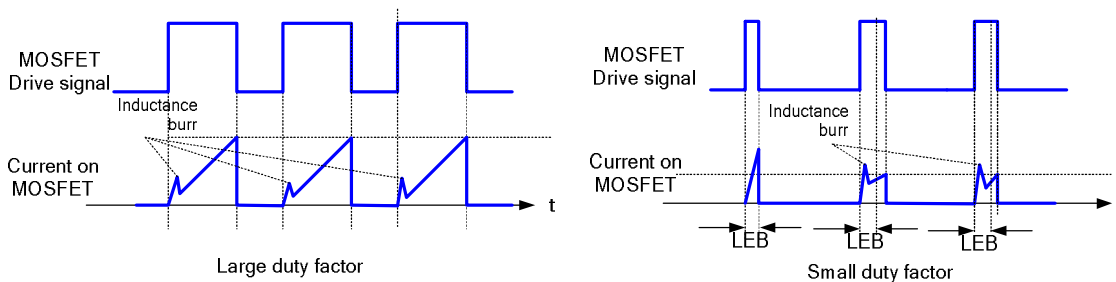 MOSFET
Drive signal
Inductance
burr
Current on
MOSFET
t
Large duty factor
MOSFET
Drive signal
Inductance
burr
Current on
MOSFET
LEB
LEB
LEB
Small duty factor